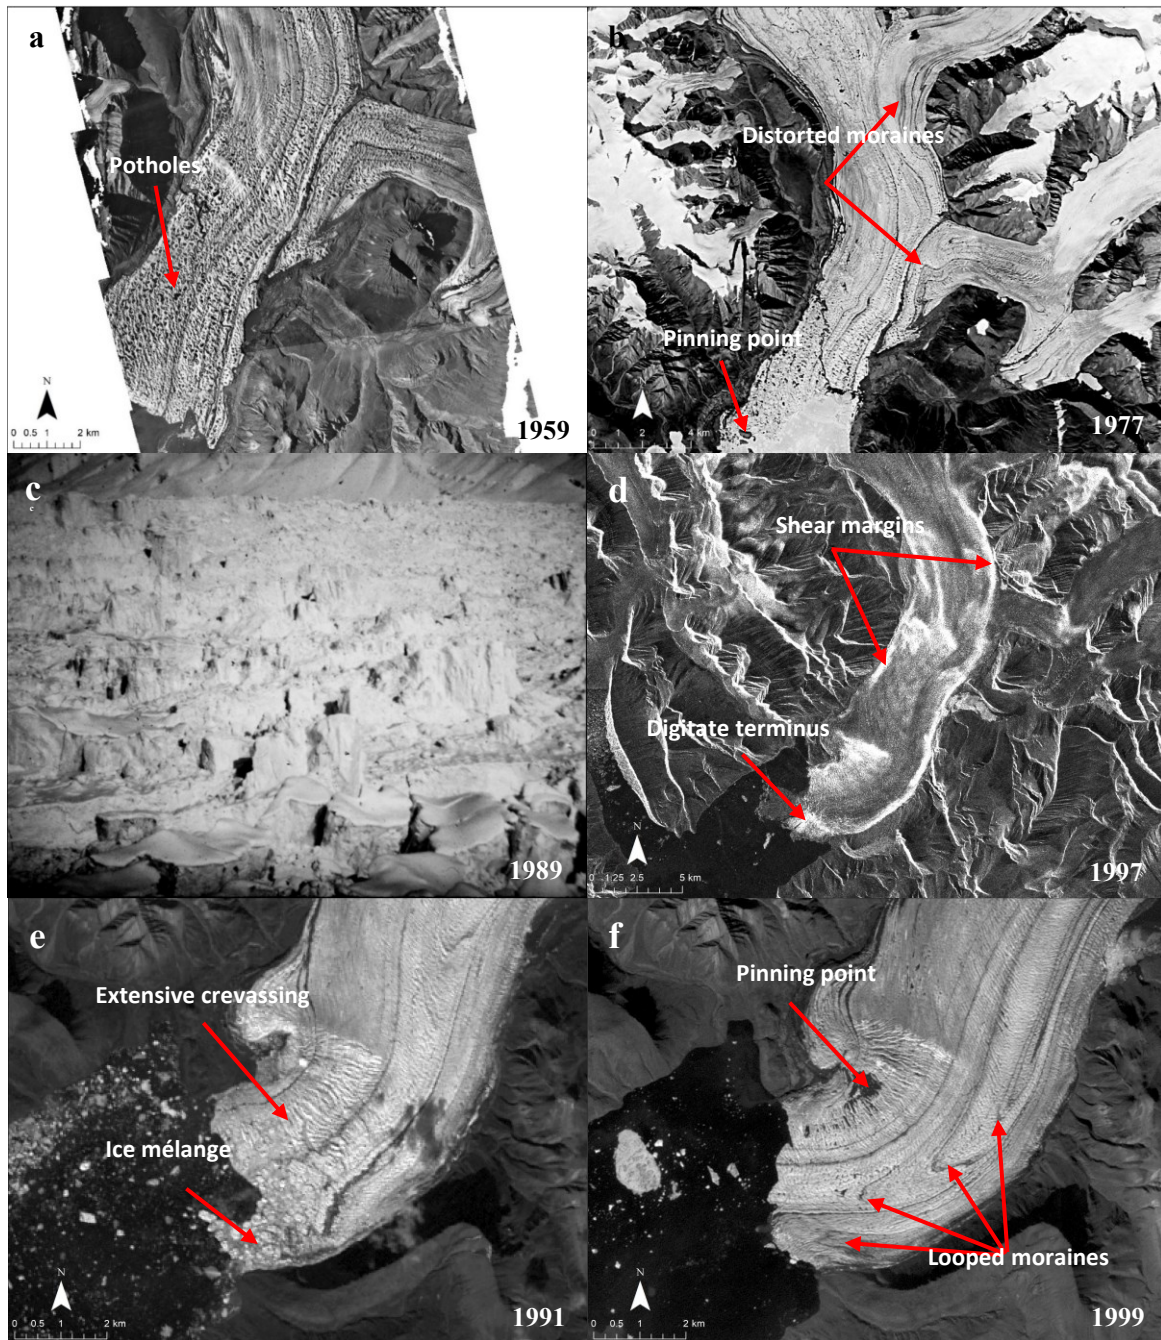 a
Potholes
N
0 0.5 1 2 km
1959
b
Distorted moraines
Pinning point
N
0 2 4 km
1977
c
c
1989
d
Shear margins
Digitate terminus
N
0 1.25 2.5 5 km
1997
e
Extensive crevassing
Ice mélange
N
0 0.5 1 2 km
1991
f
Pinning point
Looped moraines
N
0 0.5 1 2 km
1999